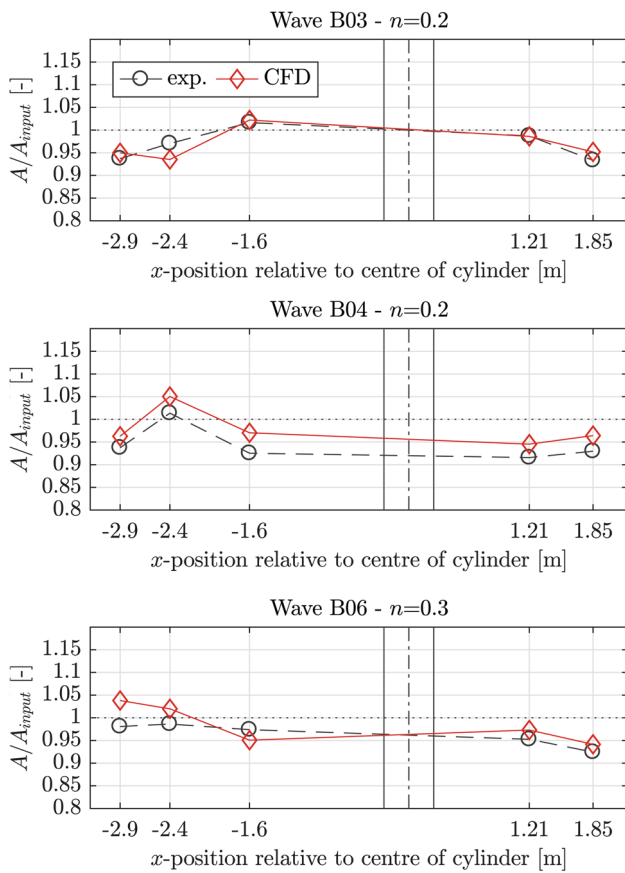 Wave B03 - n=0.2
1.15
1.1
1.05
1
0.95
0.9
0.85
0.8
A/A_input [-]
exp. CFD
-2.9 -2.4 -1.6 1.21 1.85
x-position relative to centre of cylinder [m]
Wave B04 - n=0.2
1.15
1.1
1.05
1
0.95
0.9
0.85
0.8
A/A_input [-]
-2.9 -2.4 -1.6 1.21 1.85
x-position relative to centre of cylinder [m]
Wave B06 - n=0.3
1.15
1.1
1.05
1
0.95
0.9
0.85
0.8
A/A_input [-]
-2.9 -2.4 -1.6 1.21 1.85
x-position relative to centre of cylinder [m]